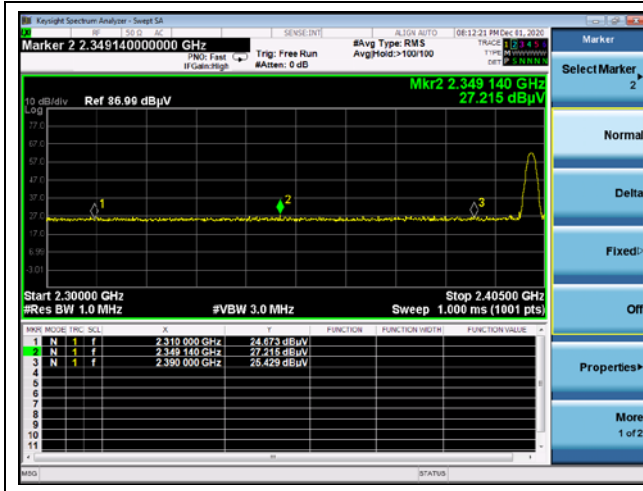 Keysight Spectrum Analyzer - Swept SA
RF 50 Ω AC SENSE:INT ALIGN AUTO 08:12:21 PM Dec 01, 2020
Marker 2 2.349140000000 GHz
PNO: Fast
IFGain:High
Trig: Free Run
#Atten: 0 dB
#Avg Type: RMS
Avg|Hold:>100/100
TRACE 1 2 3 4 5 6
TYPE M WWWWW
DET P S N N N N
Mkr2 2.349 140 GHz
27.215 dBµV
10 dB/div Ref 86.99 dBµV
Log
77.0
67.0
57.0
47.0
37.0
27.0
17.0
6.99
-3.01
1
2
3
Start 2.30000 GHz Stop 2.40500 GHz
#Res BW 1.0 MHz #VBW 3.0 MHz Sweep 1.000 ms (1001 pts)
MKR MODE TRC SCL X Y FUNCTION FUNCTION WIDTH FUNCTION VALUE
1 N 1 f 2.310 000 GHz 24.673 dBµV
2 N 1 f 2.349 140 GHz 27.215 dBµV
3 N 1 f 2.390 000 GHz 25.429 dBµV
4
5
6
7
8
9
10
11
MSG STATUS
Marker
Select Marker
2
Normal
Delta
Fixed
Off
Properties
More
1 of 2